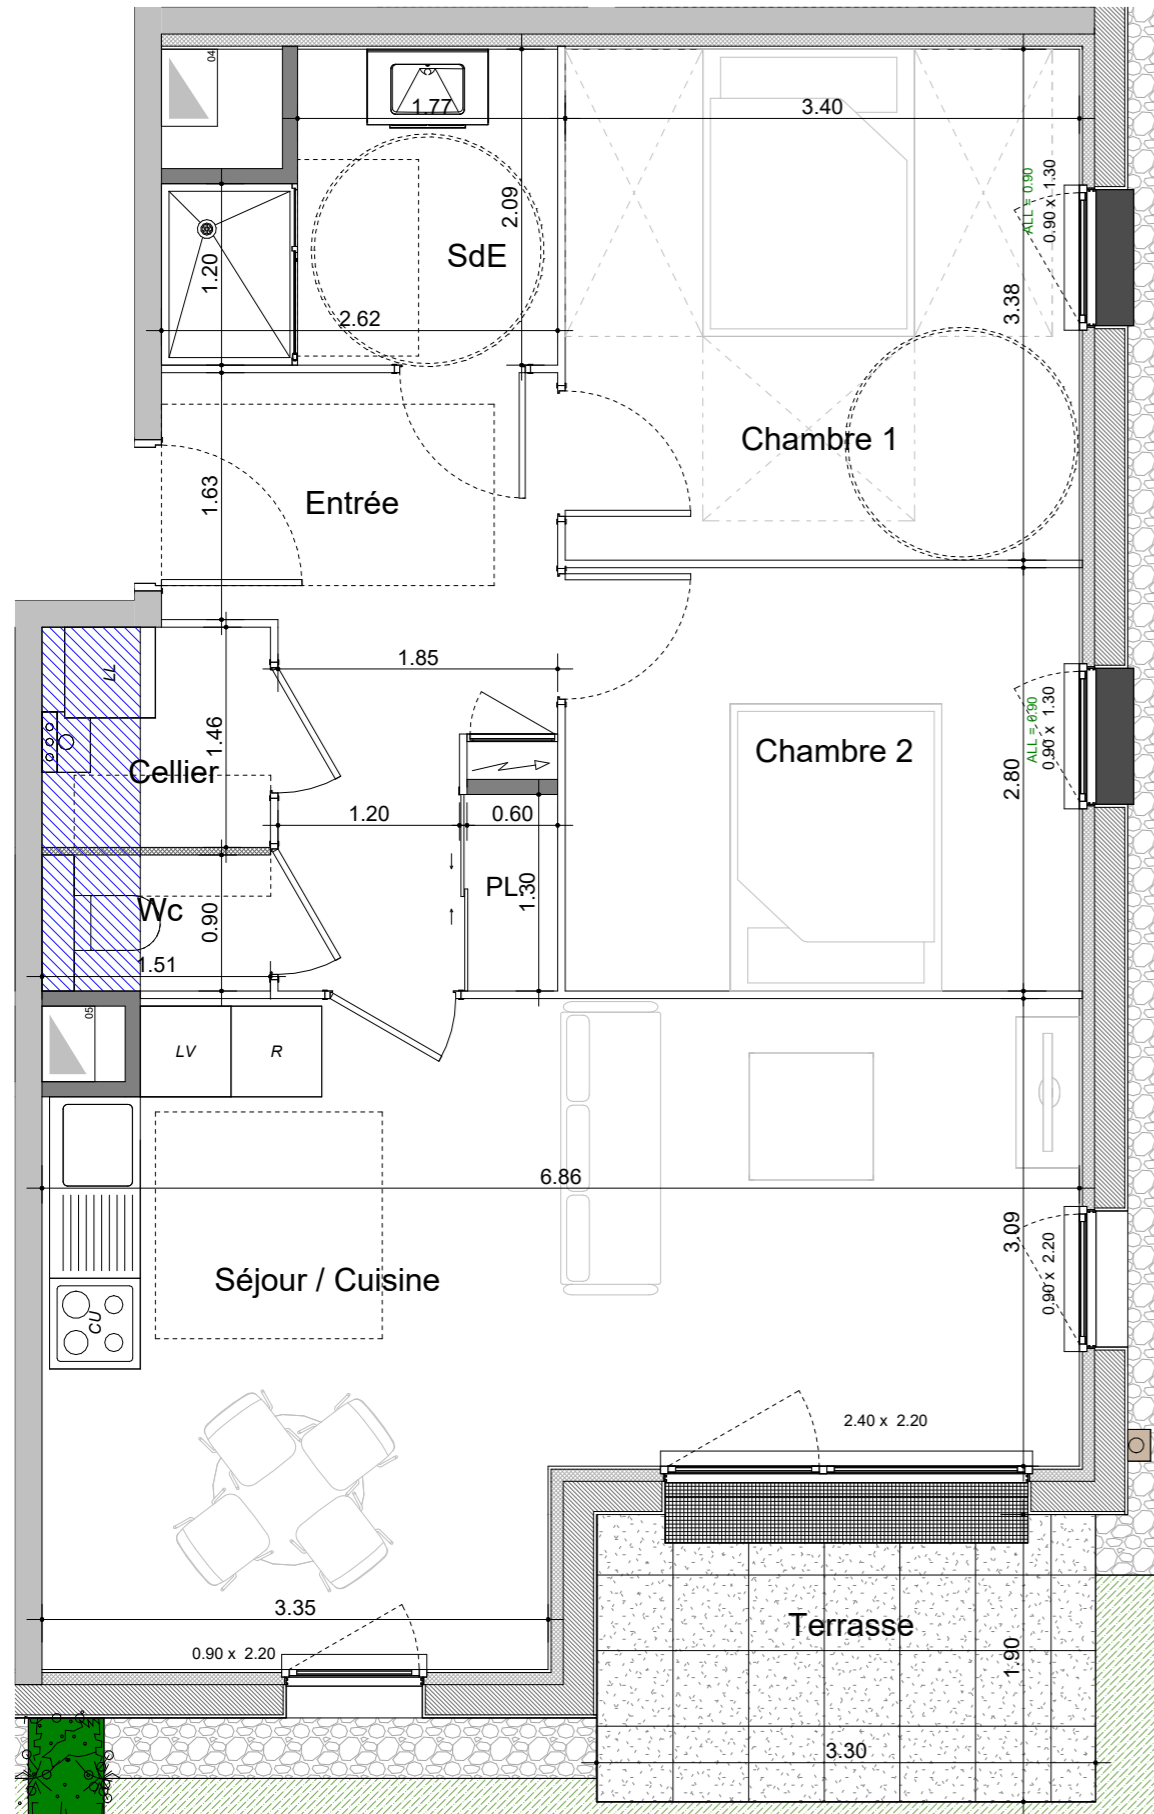 04
1.77
3.40
2.09
ALL = 0.90
0.90 x 1.30
SdE
1.20
3.38
2.62
Chambre 1
1.63
Entrée
1.85
LL
1.46
Cellier
Chambre 2
ALL = 0.90
0.90 x 1.30
2.80
1.20
0.60
PL
1.30
Wc
0.90
1.51
05
LV
R
6.86
3.09
0.90 x 2.20
Séjour / Cuisine
CU
2.40 x 2.20
3.35
Terrasse
0.90 x 2.20
1.90
3.30